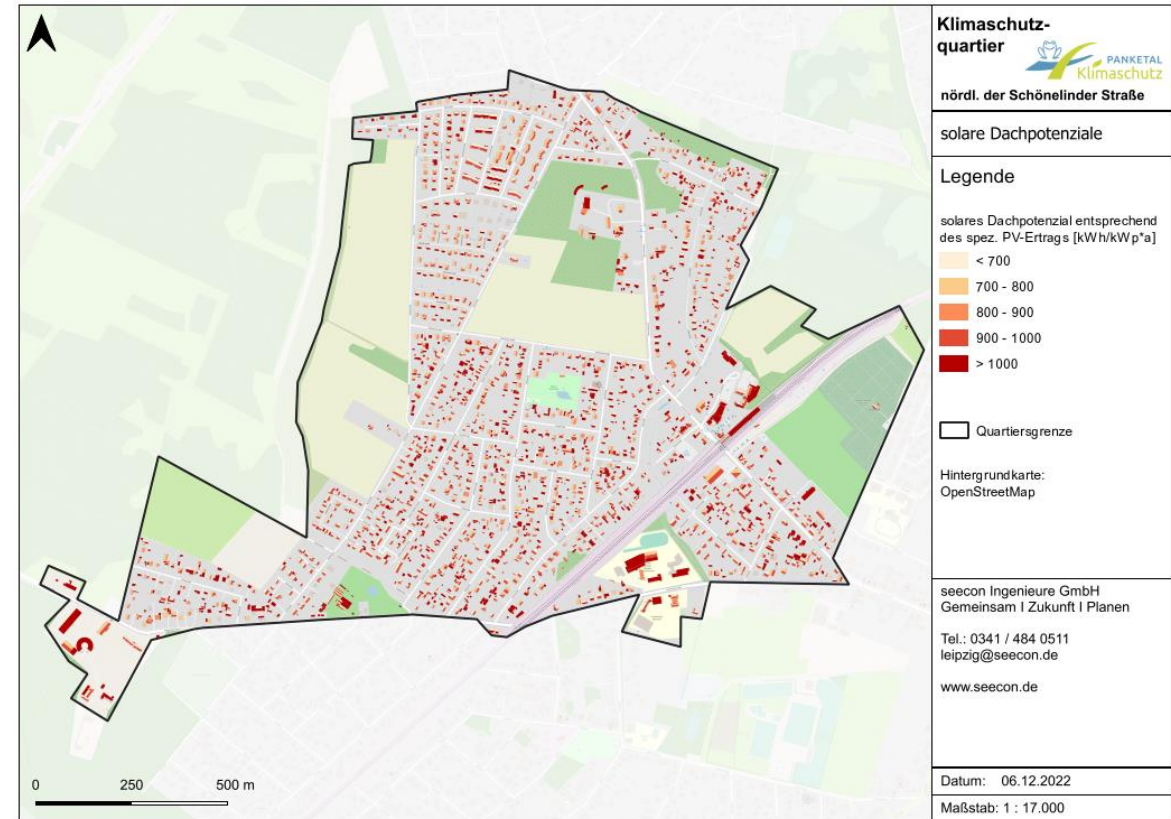 Klimaschutz-
quartier
PANKETAL
Klimaschutz
nördl. der Schönelinder Straße
solare Dachpotenziale
Legende
solares Dachpotenzial entsprechend
des spez. PV-Ertrags [kWh/kWp*a]
< 700
700 - 800
800 - 900
900 - 1000
> 1000
Quartiersgrenze
Hintergrundkarte:
OpenStreetMap
seecon Ingenieure GmbH
Gemeinsam I Zukunft I Planen
Tel.: 0341 / 484 0511
leipzig@seecon.de
www.seecon.de
Datum: 06.12.2022
Maßstab: 1 : 17.000
0 250 500 m